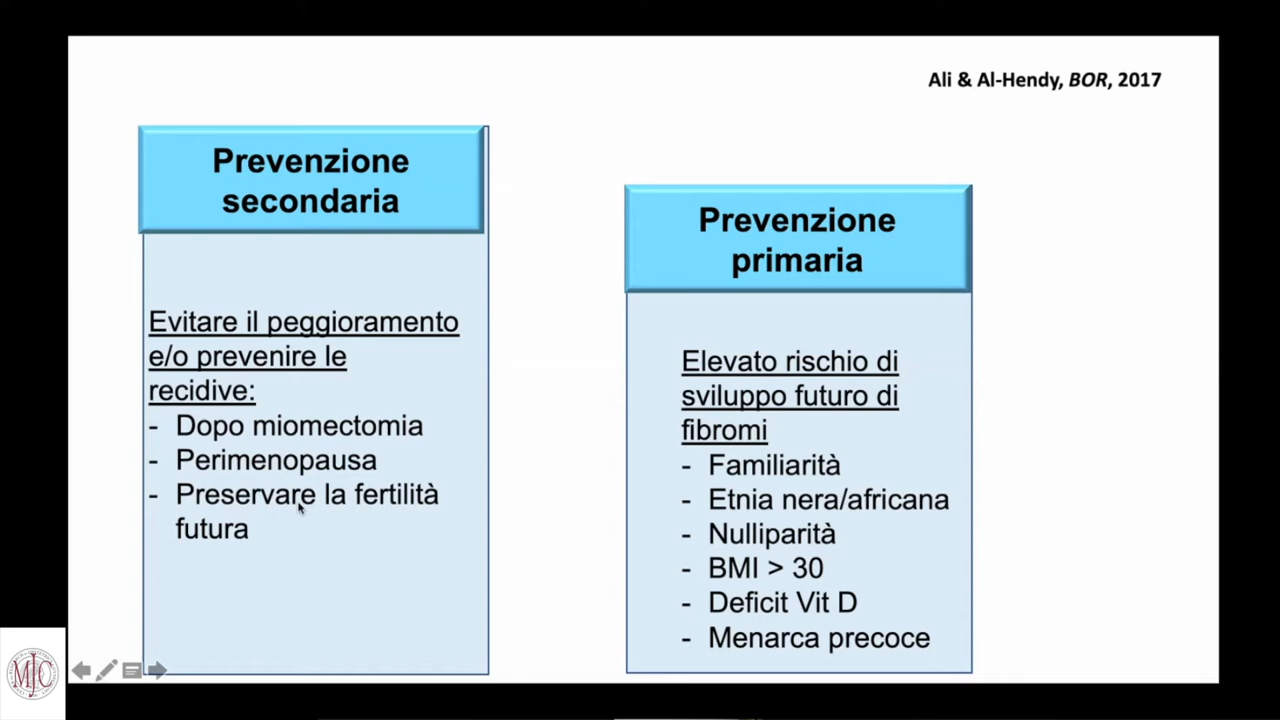 Ali & Al-Hendy, BOR, 2017
Prevenzione
secondaria
Evitare il peggioramento
e/o prevenire le
recidive:
- Dopo miomectomia
- Perimenopausa
- Preservare la fertilità
futura
Prevenzione
primaria
Elevato rischio di
sviluppo futuro di
fibromi
- Familiarità
- Etnia nera/africana
- Nulliparità
- BMI > 30
- Deficit Vit D
- Menarca precoce
MJC